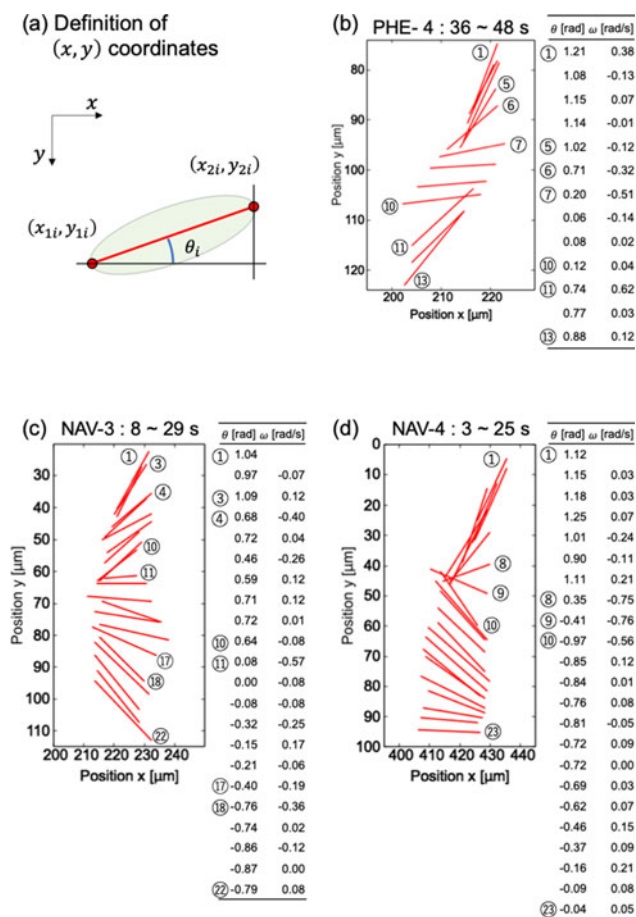 (a) Definition of
(x, y) coordinates
x
y
(x₂ᵢ, y₂ᵢ)
(x₁ᵢ, y₁ᵢ)
θᵢ
(b) PHE- 4 : 36 ~ 48 s
Position y [μm]
80
90
100
110
120
200 210 220
Position x [μm]
①
⑤
⑥
⑦
⑩
⑪
⑬
θ [rad] ω [rad/s]
① 1.21 0.38
1.08 -0.13
1.15 0.07
1.14 -0.01
⑤ 1.02 -0.12
⑥ 0.71 -0.32
⑦ 0.20 -0.51
0.06 -0.14
0.08 0.02
⑩ 0.12 0.04
⑪ 0.74 0.62
0.77 0.03
⑬ 0.88 0.12
(c) NAV-3 : 8 ~ 29 s
Position y [μm]
30
40
50
60
70
80
90
100
110
200 210 220 230 240
Position x [μm]
① ③
④
⑩
⑪
⑰
⑱
㉒
θ [rad] ω [rad/s]
① 1.04
0.97 -0.07
③ 1.09 0.12
④ 0.68 -0.40
0.72 0.04
0.46 -0.26
0.59 0.12
0.71 0.12
0.72 0.01
⑩ 0.64 -0.08
⑪ 0.08 -0.57
0.00 -0.08
-0.08 -0.08
-0.32 -0.25
-0.15 0.17
-0.21 -0.06
⑰ -0.40 -0.19
⑱ -0.76 -0.36
-0.74 0.02
-0.86 -0.12
-0.87 0.00
㉒ -0.79 0.08
(d) NAV-4 : 3 ~ 25 s
Position y [μm]
0
10
20
30
40
50
60
70
80
90
100
400 410 420 430 440
Position x [μm]
①
⑧
⑨
⑩
㉓
θ [rad] ω [rad/s]
① 1.12
1.15 0.03
1.18 0.03
1.25 0.07
1.01 -0.24
0.90 -0.11
1.11 0.21
⑧ 0.35 -0.75
⑨ -0.41 -0.76
⑩ -0.97 -0.56
-0.85 0.12
-0.84 0.01
-0.76 0.08
-0.81 -0.05
-0.72 0.09
-0.72 0.00
-0.69 0.03
-0.62 0.07
-0.46 0.15
-0.37 0.09
-0.16 0.21
-0.09 0.08
㉓ -0.04 0.05